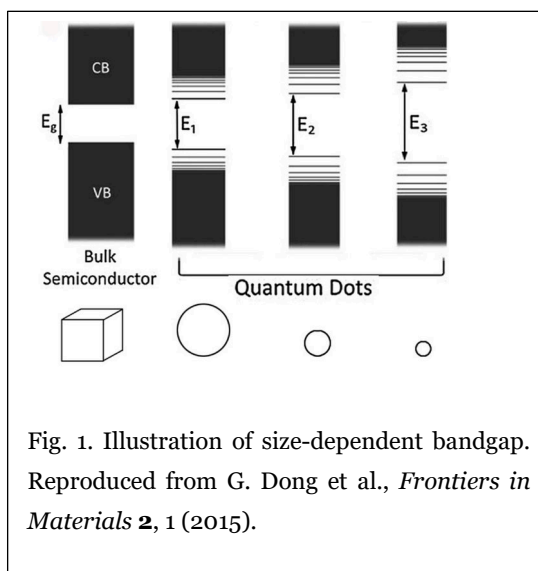 CB
E₉
E₁
E₂
E₃
VB
Bulk
Semiconductor
Quantum Dots
Fig. 1. Illustration of size-dependent bandgap.
Reproduced from G. Dong et al., Frontiers in
Materials 2, 1 (2015).